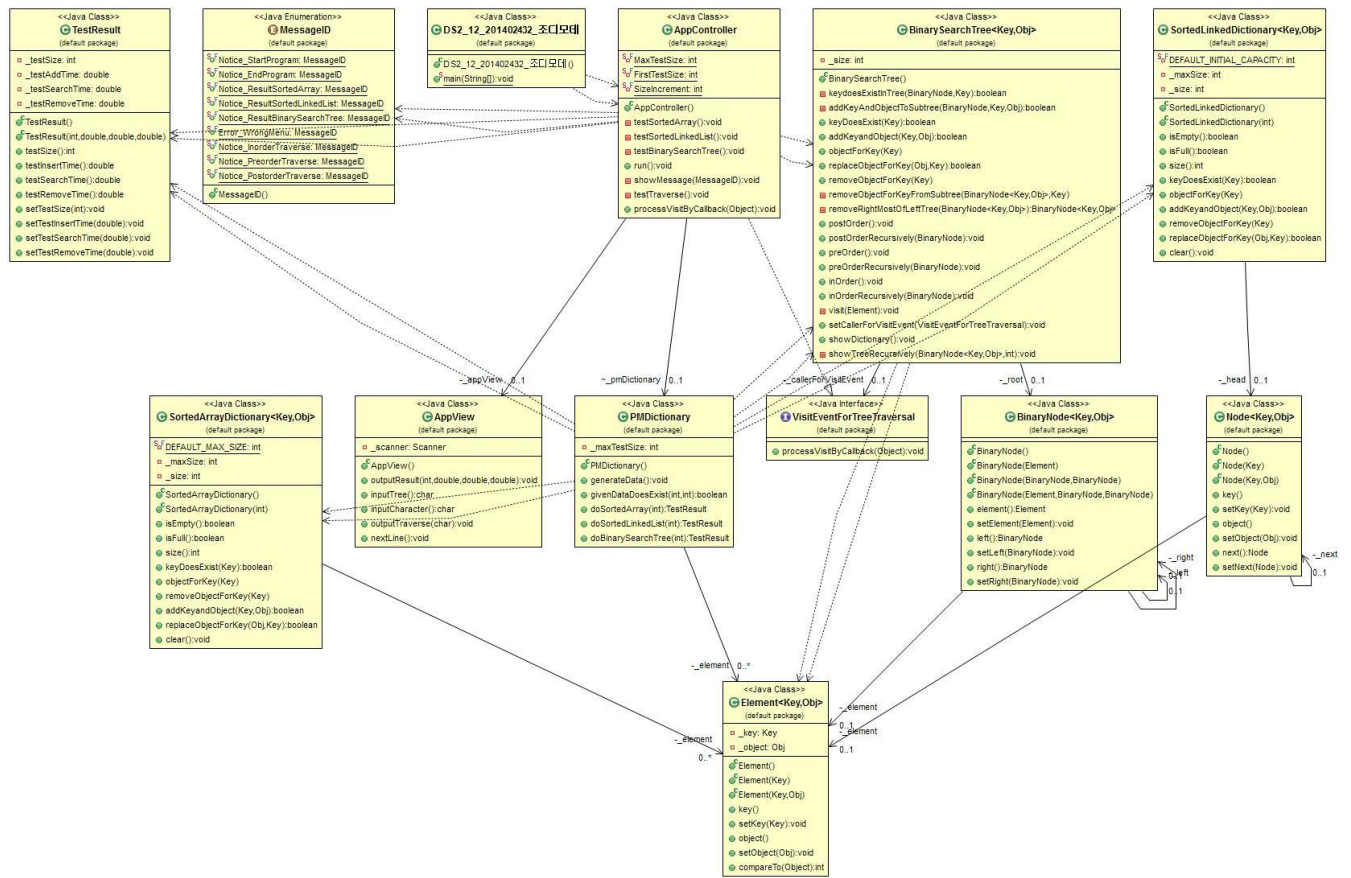 <<Java Class>>
TestResult
(default package)
_testSize: int
_testAddTime: double
_testSearchTime: double
_testRemoveTime: double
TestResult()
TestResult(int,double,double,double)
testSize():int
testInsertTime():double
testSearchTime():double
testRemoveTime():double
setTestSize(int):void
setTestInsertTime(double):void
setTestSearchTime(double):void
setTestRemoveTime(double):void
<<Java Enumeration>>
MessageID
(default package)
Notice_StartProgram: MessageID
Notice_EndProgram: MessageID
Notice_ResultSortedArray: MessageID
Notice_ResultSortedLinkedList: MessageID
Notice_ResultBinarySearchTree: MessageID
Error_WrongMenu: MessageID
Notice_InorderTraverse: MessageID
Notice_PreorderTraverse: MessageID
Notice_PostorderTraverse: MessageID
MessageID()
<<Java Class>>
DS2_12_201402432_조디모데
(default package)
DS2_12_201402432_조디모데()
main(String[]):void
<<Java Class>>
AppController
(default package)
MaxTestSize: int
FirstTestSize: int
SizeIncrement: int
AppController()
testSortedArray():void
testSortedLinkedList():void
testBinarySearchTree():void
run():void
showMessage(MessageID):void
testTraverse():void
processVisitByCallback(Object):void
<<Java Class>>
BinarySearchTree<Key,Obj>
(default package)
_size: int
BinarySearchTree()
keydoesExistInTree(BinaryNode,Key):boolean
addKeyAndObjectToSubtree(BinaryNode,Key,Obj):boolean
keyDoesExist(Key):boolean
addKeyandObject(Key,Obj):boolean
objectForKey(Key)
replaceObjectForKey(Obj,Key):boolean
removeObjectForKey(Key)
removeObjectForKeyFromSubtree(BinaryNode<Key,Obj>,Key)
removeRightMostOfLeftTree(BinaryNode<Key,Obj>):BinaryNode<Key,Obj>
postOrder():void
postOrderRecursively(BinaryNode):void
preOrder():void
preOrderRecursively(BinaryNode):void
inOrder():void
inOrderRecursively(BinaryNode):void
visit(Element):void
setCallerForVisitEvent(VisitEventForTreeTraversal):void
showDictionary():void
showTreeRecursively(BinaryNode<Key,Obj>,int):void
<<Java Class>>
SortedLinkedDictionary<Key,Obj>
(default package)
DEFAULT_INITIAL_CAPACITY: int
_maxSize: int
_size: int
SortedLinkedDictionary()
SortedLinkedDictionary(int)
isEmpty():boolean
isFull():boolean
size():int
keyDoesExist(Key):boolean
objectForKey(Key)
addKeyandObject(Key,Obj):boolean
removeObjectForKey(Key)
replaceObjectForKey(Obj,Key):boolean
clear():void
-_appView 0..1
~_pmDictionary 0..1
-_callerForVisitEvent 0..1
-_root 0..1
-_head 0..1
<<Java Class>>
SortedArrayDictionary<Key,Obj>
(default package)
DEFAULT_MAX_SIZE: int
_maxSize: int
_size: int
SortedArrayDictionary()
SortedArrayDictionary(int)
isEmpty():boolean
isFull():boolean
size():int
keyDoesExist(Key):boolean
objectForKey(Key)
removeObjectForKey(Key)
addKeyandObject(Key,Obj):boolean
replaceObjectForKey(Obj,Key):boolean
clear():void
<<Java Class>>
AppView
(default package)
_scanner: Scanner
AppView()
outputResult(int,double,double,double):void
inputTree():char
inputCharacter():char
outputTraverse(char):void
nextLine():void
<<Java Class>>
PMDictionary
(default package)
_maxTestSize: int
PMDictionary()
generateData():void
givenDataDoesExist(int,int):boolean
doSortedArray(int):TestResult
doSortedLinkedList(int):TestResult
doBinarySearchTree(int):TestResult
<<Java Interface>>
VisitEventForTreeTraversal
(default package)
processVisitByCallback(Object):void
<<Java Class>>
BinaryNode<Key,Obj>
(default package)
BinaryNode()
BinaryNode(Element)
BinaryNode(BinaryNode,BinaryNode)
BinaryNode(Element,BinaryNode,BinaryNode)
element():Element
setElement(Element):void
left():BinaryNode
setLeft(BinaryNode):void
right():BinaryNode
setRight(BinaryNode):void
-_right
0..1
_left
0..1
<<Java Class>>
Node<Key,Obj>
(default package)
Node()
Node(Key)
Node(Key,Obj)
key()
setKey(Key):void
object()
setObject(Obj):void
next():Node
setNext(Node):void
-_next
0..1
-_element 0..*
-_element
0..*
-_element
0..1
-_element
0..1
<<Java Class>>
Element<Key,Obj>
(default package)
_key: Key
_object: Obj
Element()
Element(Key)
Element(Key,Obj)
key()
setKey(Key):void
object()
setObject(Obj):void
compareTo(Object):int